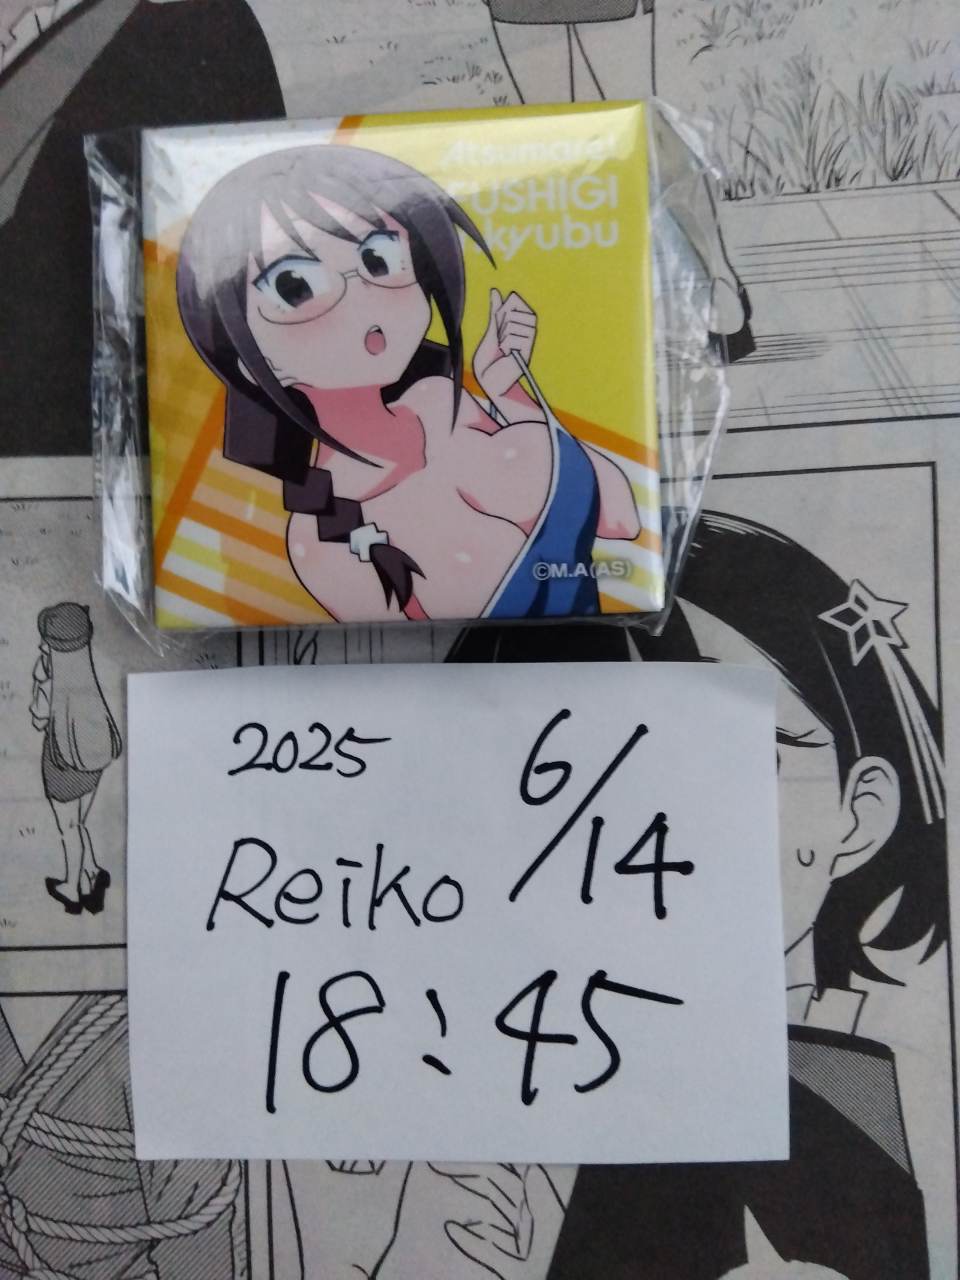 Atsumare!
FUSHIGI
kyubu
©M.A(AS)
2025 6/14
Reiko
18:45